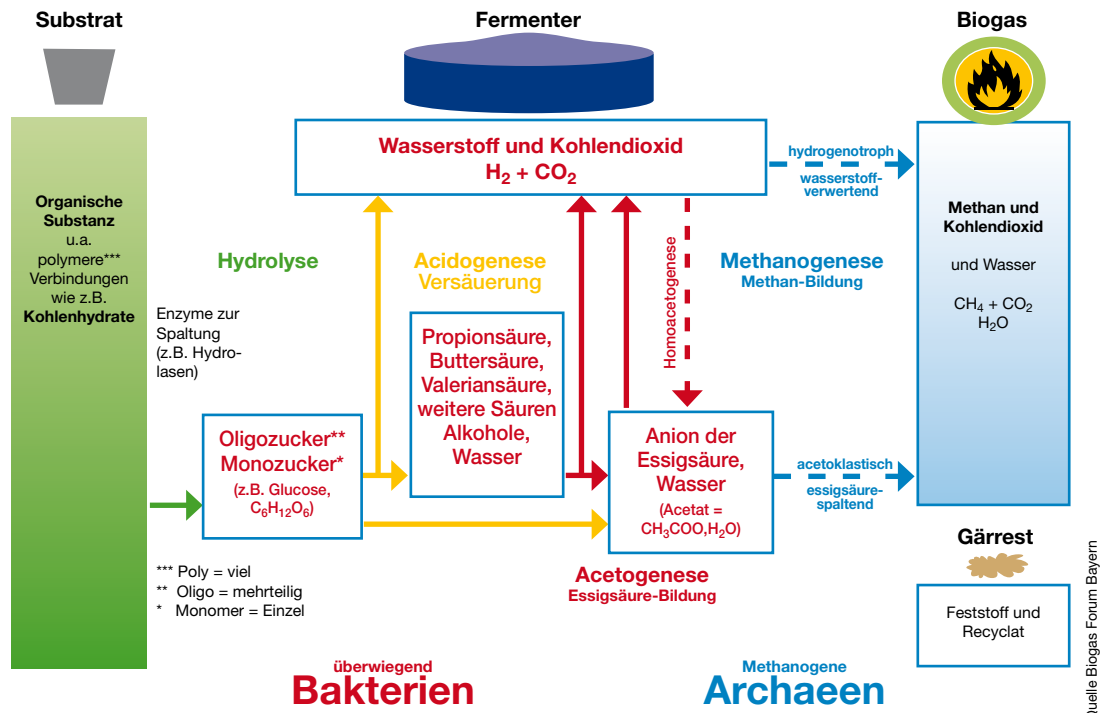 Substrat
Fermenter
Biogas
Wasserstoff und Kohlendioxid
H₂ + CO₂
hydrogenotroph
wasserstoff-
verwertend
Organische
Substanz
u.a.
polymere***
Verbindungen
wie z.B.
Kohlenhydrate
Hydrolyse
Acidogenese
Versäuerung
Homoacetogenese
Methanogenese
Methan-Bildung
Methan und
Kohlendioxid
und Wasser
CH₄ + CO₂
H₂O
Enzyme zur
Spaltung
(z.B. Hydro-
lasen)
Propionsäure,
Buttersäure,
Valeriansäure,
weitere Säuren
Alkohole,
Wasser
Oligozucker**
Monozucker*
(z.B. Glucose,
C₆H₁₂O₆)
Anion der
Essigsäure,
Wasser
(Acetat =
CH₃COO,H₂O)
acetoklastisch
essigsäure-
spaltend
Gärrest
Feststoff und
Recyclat
*** Poly = viel
** Oligo = mehrteilig
* Monomer = Einzel
Acetogenese
Essigsäure-Bildung
überwiegend
Bakterien
Methanogene
Archaeen
Quelle Biogas Forum Bayern